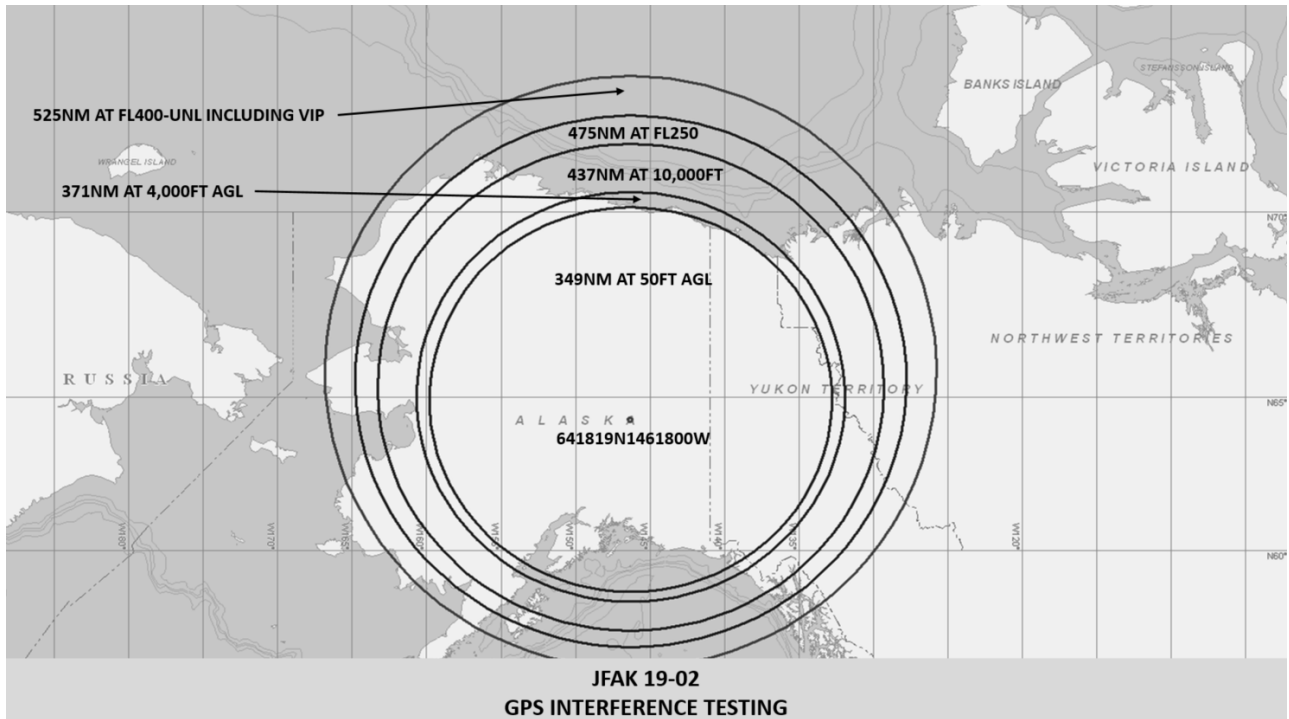 BANKS ISLAND
STEFANSSON ISLAND
525NM AT FL400-UNL INCLUDING VIP
475NM AT FL250
WRANGEL ISLAND
437NM AT 10,000FT
VICTORIA ISLAND
371NM AT 4,000FT AGL
N70°
349NM AT 50FT AGL
NORTHWEST TERRITORIES
RUSSIA
YUKON TERRITORY
N65°
ALASKA
641819N1461800W
W170°
W165°
W160°
W155°
W150°
W145°
W140°
W135°
W120°
N60°
JFAK 19-02
GPS INTERFERENCE TESTING